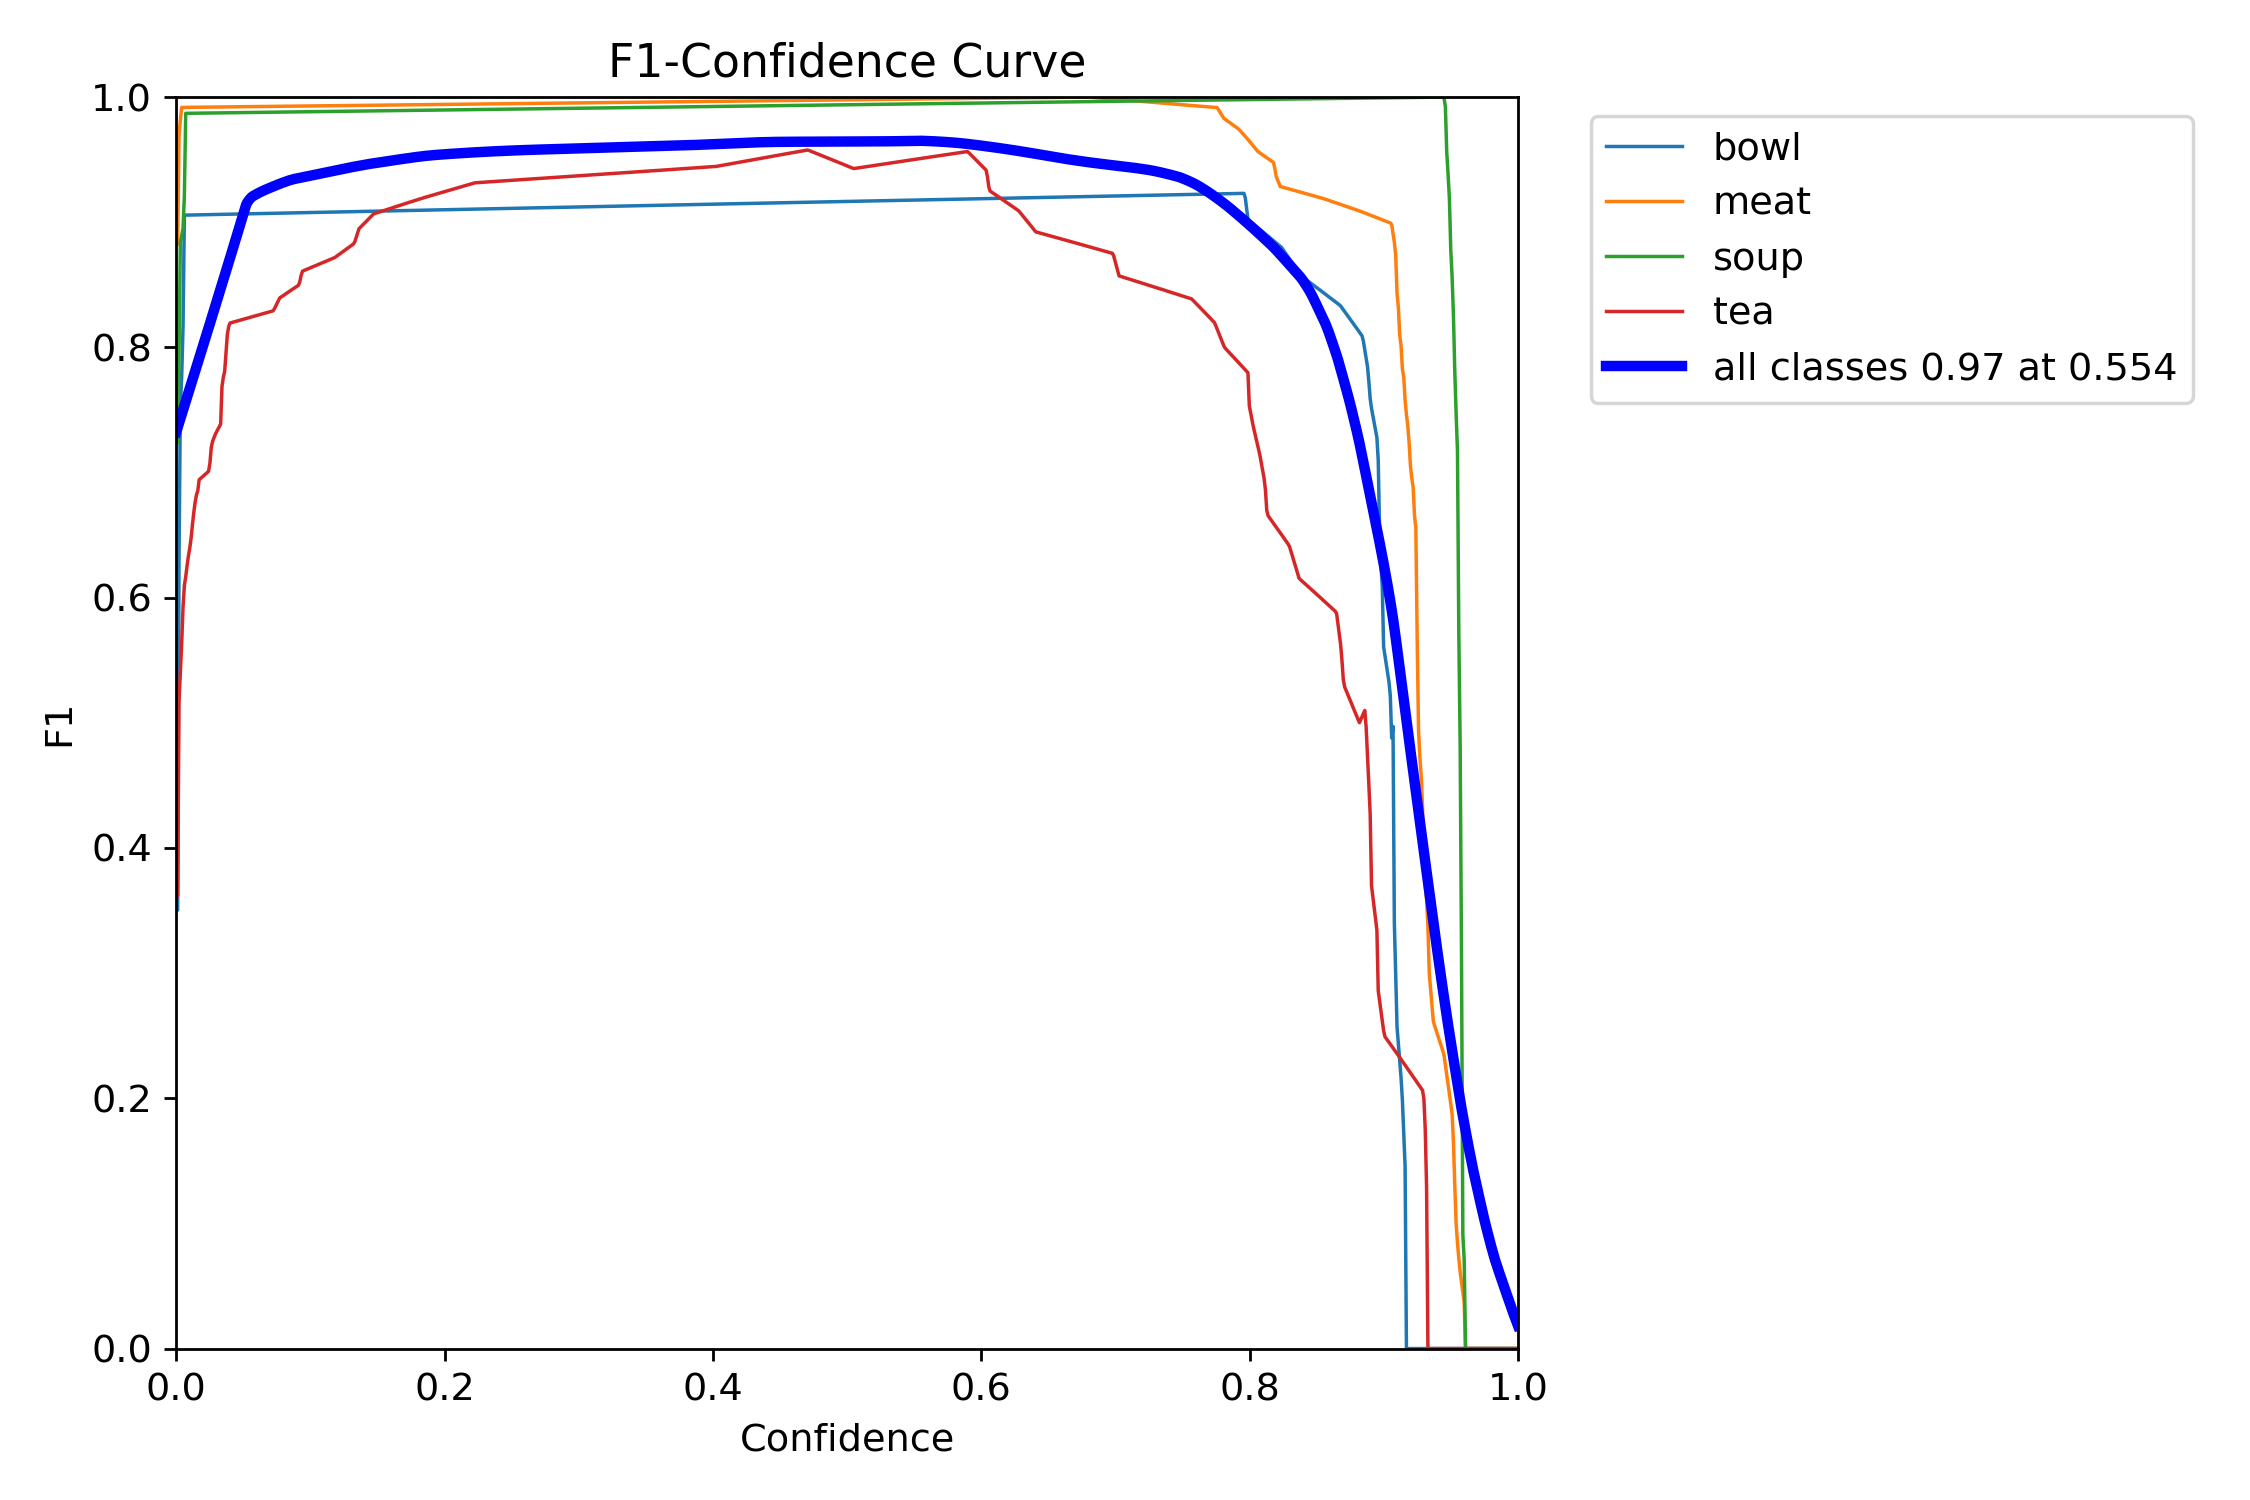 F1-Confidence Curve
1.0
0.8
0.6
0.4
0.2
0.0
F1
0.0 0.2 0.4 0.6 0.8 1.0
Confidence
bowl
meat
soup
tea
all classes 0.97 at 0.554